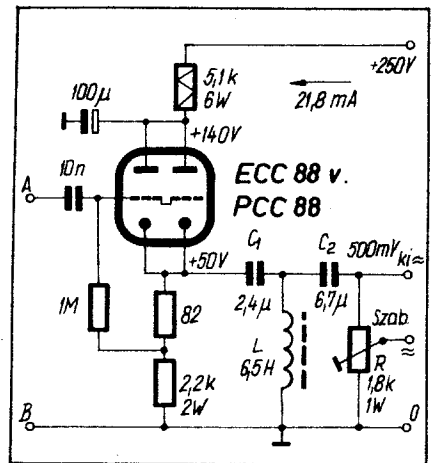 +250V
5,1k
6W
21,8 mA
100μ
+140V
10n
A
ECC 88 v.
PCC 88
+50V
C₁
2,4μ
C₂
6,7μ
500mV
ki≈
1M
82
L
6,5H
Szab.
≈
R
1,8k
1W
2,2k
2W
B
0